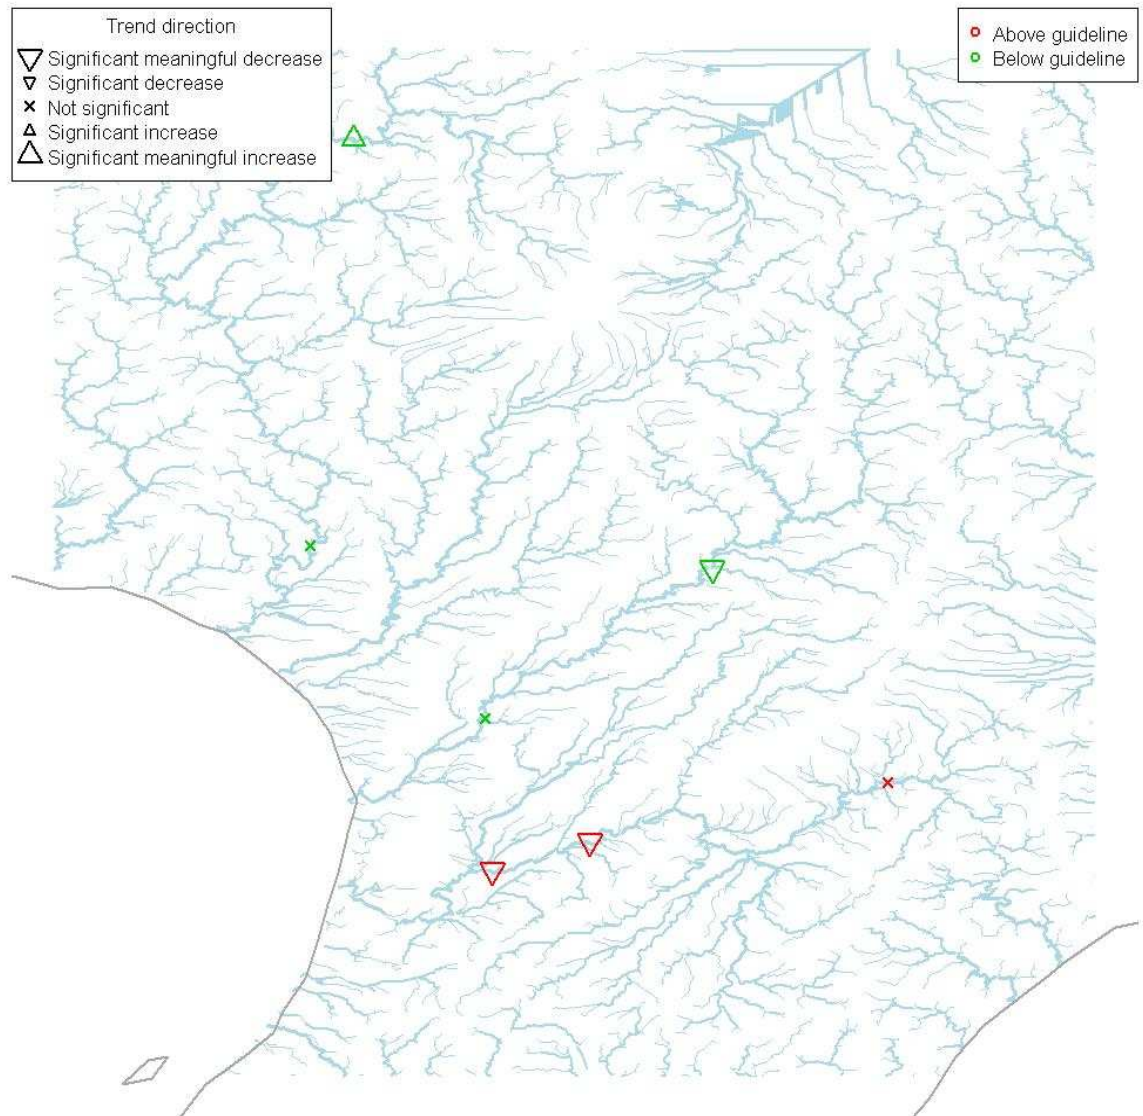 Trend direction
Significant meaningful decrease
Significant decrease
Not significant
Significant increase
Significant meaningful increase
Above guideline
Below guideline